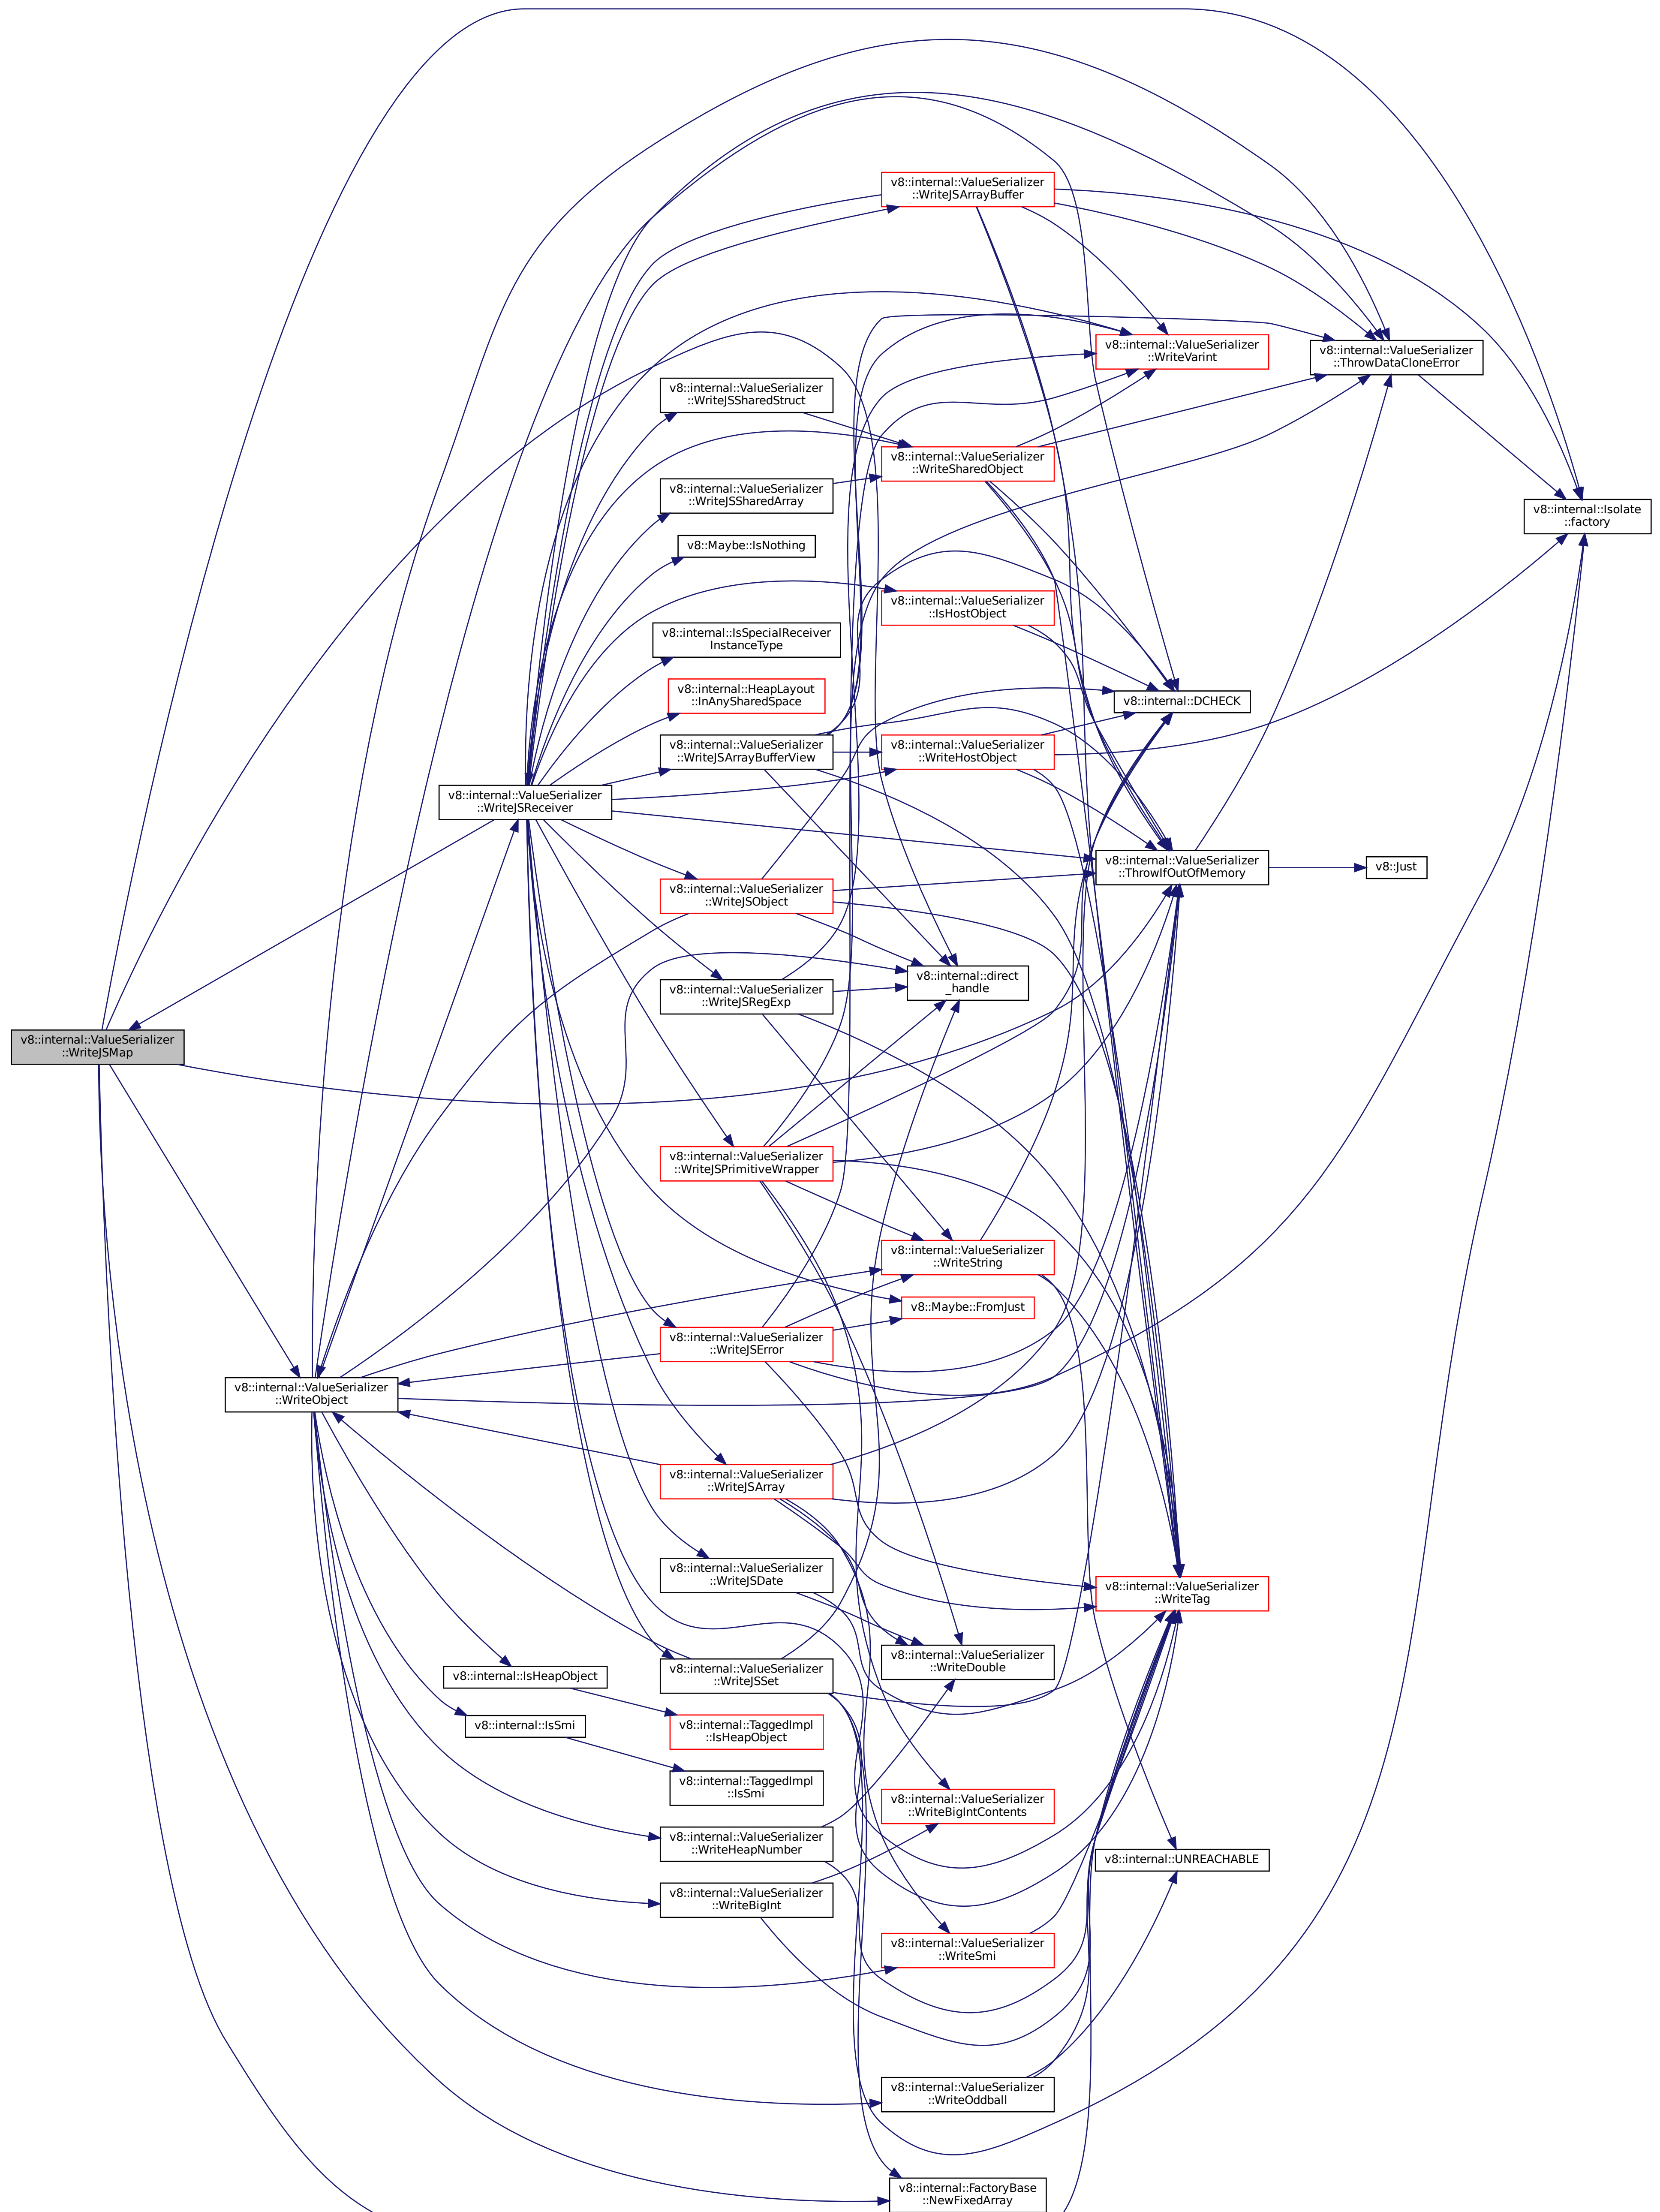 v8::internal::ValueSerializer
::WriteJSMap
v8::internal::ValueSerializer
::WriteObject
v8::internal::ValueSerializer
::WriteJSReceiver
v8::internal::IsHeapObject
v8::internal::IsSmi
v8::internal::ValueSerializer
::WriteJSSharedStruct
v8::internal::ValueSerializer
::WriteJSSharedArray
v8::Maybe::IsNothing
v8::internal::IsSpecialReceiver
InstanceType
v8::internal::HeapLayout
::InAnySharedSpace
v8::internal::ValueSerializer
::WriteJSArrayBufferView
v8::internal::ValueSerializer
::WriteJSObject
v8::internal::ValueSerializer
::WriteJSRegExp
v8::internal::ValueSerializer
::WriteJSPrimitiveWrapper
v8::internal::ValueSerializer
::WriteJSError
v8::internal::ValueSerializer
::WriteJSArray
v8::internal::ValueSerializer
::WriteJSDate
v8::internal::ValueSerializer
::WriteJSSet
v8::internal::TaggedImpl
::IsHeapObject
v8::internal::TaggedImpl
::IsSmi
v8::internal::ValueSerializer
::WriteHeapNumber
v8::internal::ValueSerializer
::WriteBigInt
v8::internal::ValueSerializer
::WriteJSArrayBuffer
v8::internal::ValueSerializer
::WriteSharedObject
v8::internal::ValueSerializer
::IsHostObject
v8::internal::ValueSerializer
::WriteHostObject
v8::internal::direct
_handle
v8::internal::ValueSerializer
::WriteString
v8::Maybe::FromJust
v8::internal::ValueSerializer
::WriteDouble
v8::internal::ValueSerializer
::WriteBigIntContents
v8::internal::ValueSerializer
::WriteSmi
v8::internal::ValueSerializer
::WriteOddball
v8::internal::FactoryBase
::NewFixedArray
v8::internal::ValueSerializer
::WriteVarint
v8::internal::DCHECK
v8::internal::ValueSerializer
::ThrowIfOutOfMemory
v8::internal::ValueSerializer
::WriteTag
v8::internal::UNREACHABLE
v8::internal::ValueSerializer
::ThrowDataCloneError
v8::Just
v8::internal::Isolate
::factory